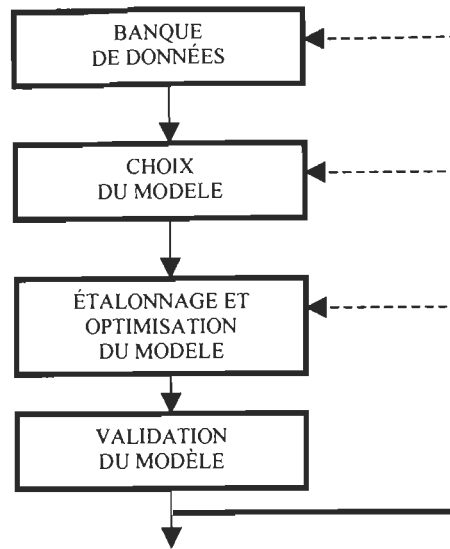 BANQUE
DE DONNÉES
CHOIX
DU MODELE
ÉTALONNAGE ET
OPTIMISATION
DU MODELE
VALIDATION
DU MODÈLE